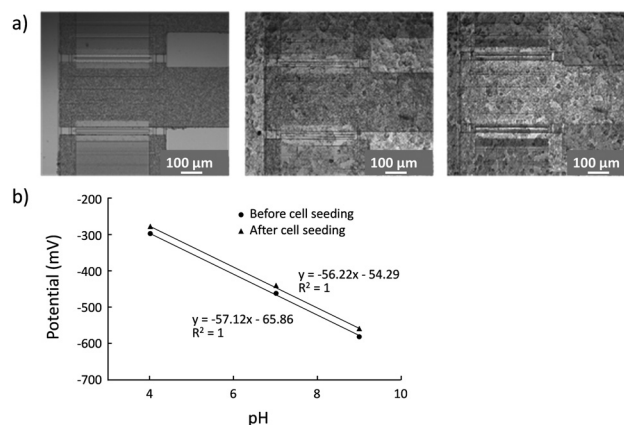 a)
100 µm
100 µm
100 µm
b)
-200
-300
-400
-500
-600
-700
Potential (mV)
Before cell seeding
After cell seeding
y = -56.22x - 54.29
R² = 1
y = -57.12x - 65.86
R² = 1
4
6
8
10
pH